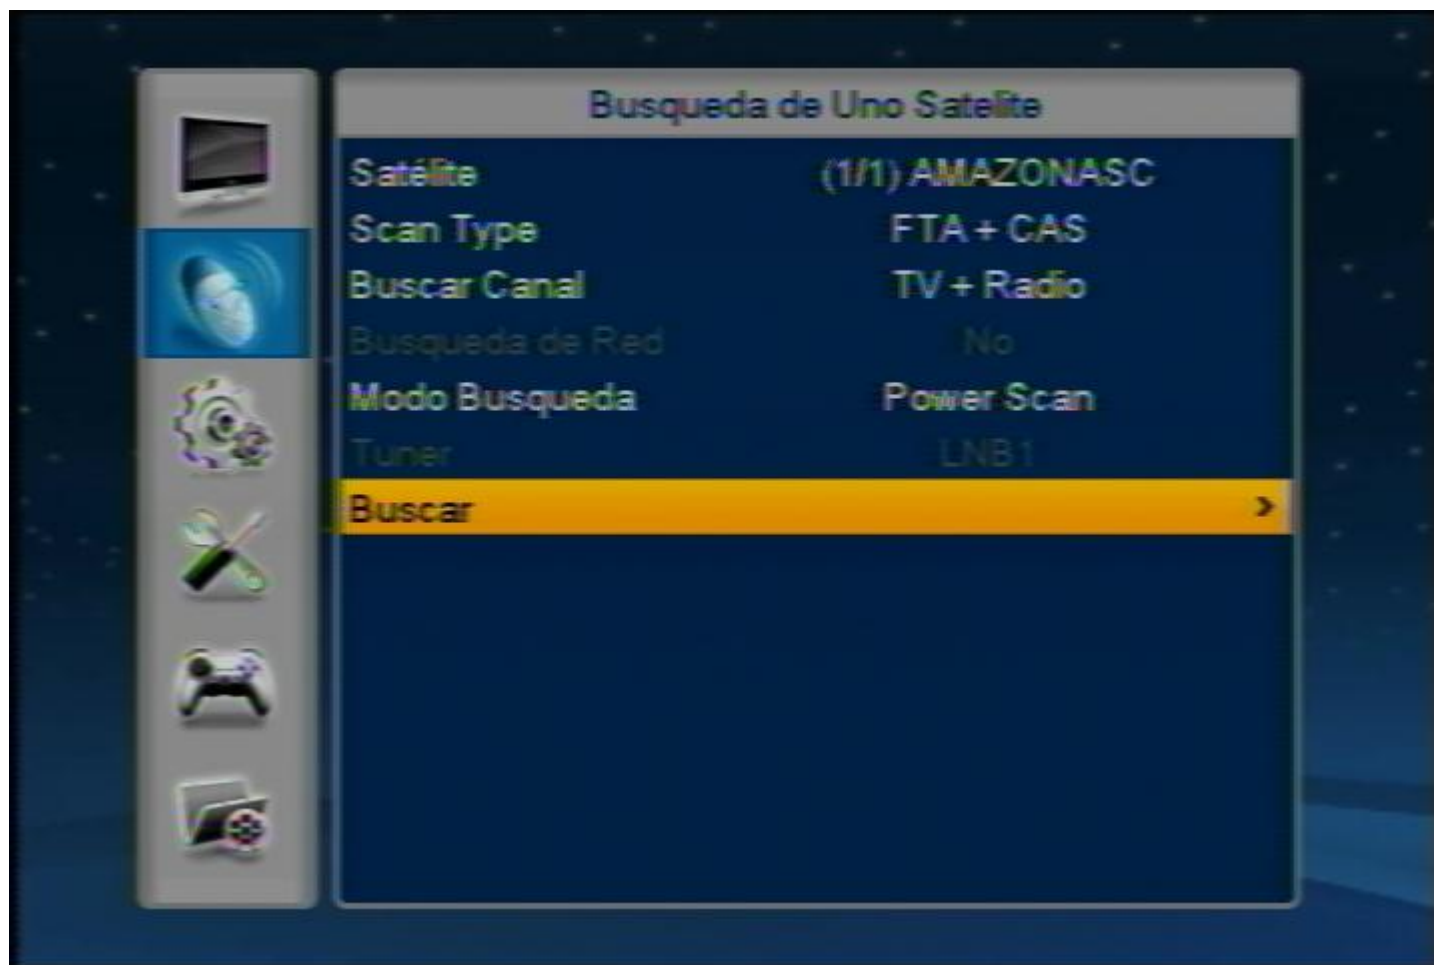 Busqueda de Uno Satelite
Satélite (1/1) AMAZONASC
Scan Type FTA + CAS
Buscar Canal TV + Radio
Busqueda de Red No
Modo Busqueda Power Scan
Tuner LNB1
Buscar >